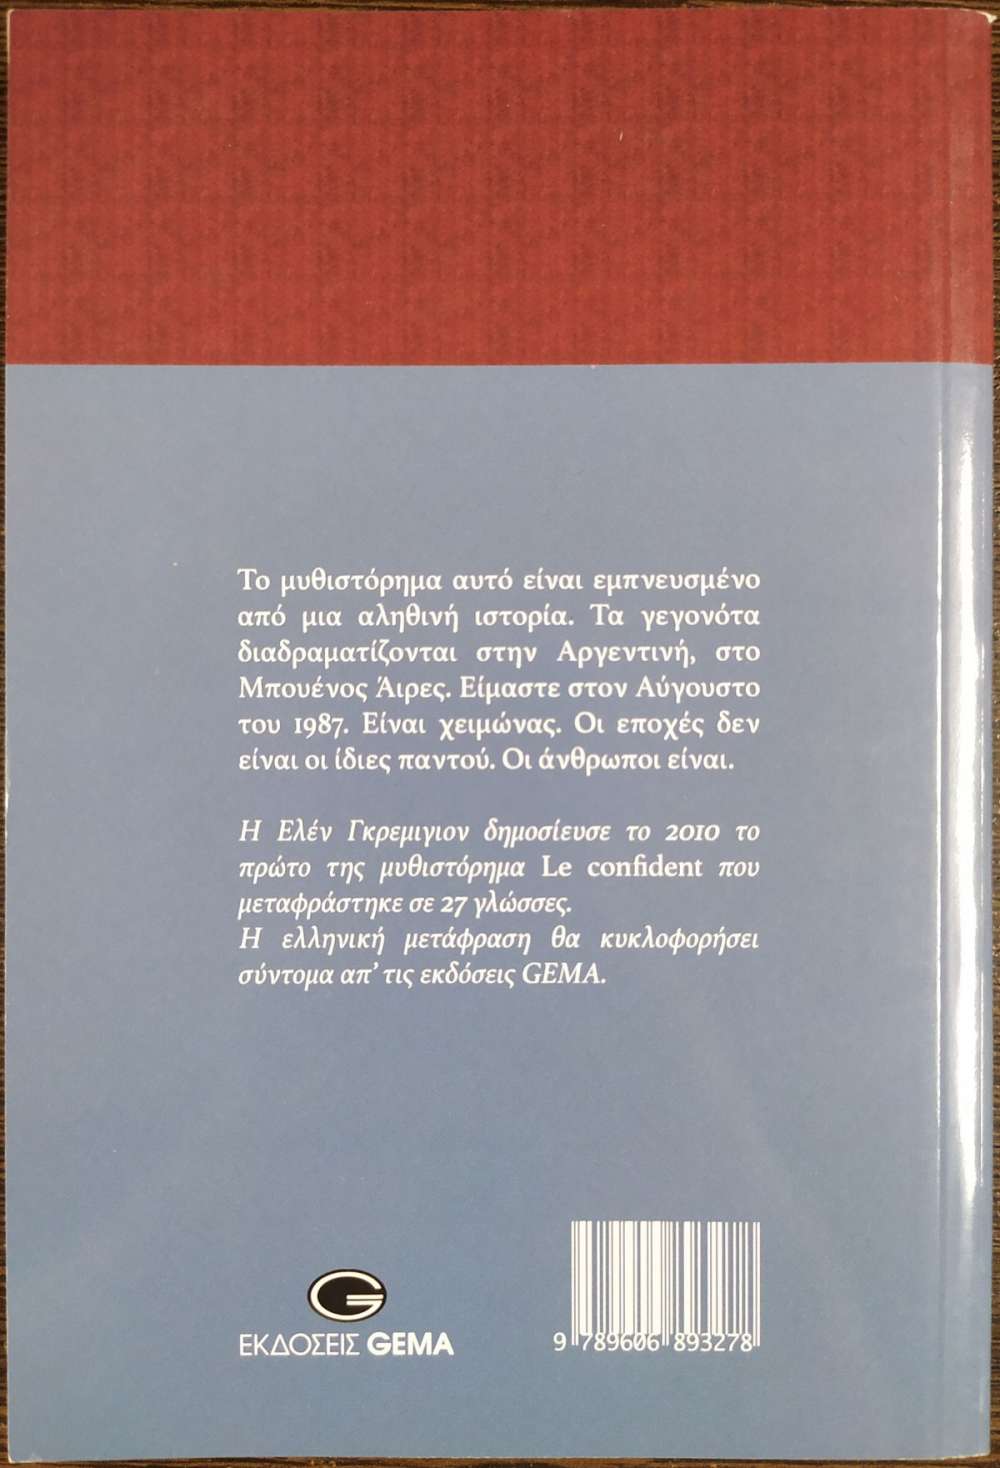 Το μυθιστόρημα αυτό είναι εμπνευσμένο
από μια αληθινή ιστορία. Τα γεγονότα
διαδραματίζονται στην Αργεντινή, στο
Μπουένος Άιρες. Είμαστε στον Αύγουστο
του 1987. Είναι χειμώνας. Οι εποχές δεν
είναι οι ίδιες παντού. Οι άνθρωποι είναι.
Η Ελέν Γκρεμιγιον δημοσίευσε το 2010 το
πρώτο της μυθιστόρημα Le confident που
μεταφράστηκε σε 27 γλώσσες.
Η ελληνική μετάφραση θα κυκλοφορήσει
σύντομα απ' τις εκδόσεις GEMA.
G
ΕΚΔΟΣΕΙΣ GEMA
9 789606 893278